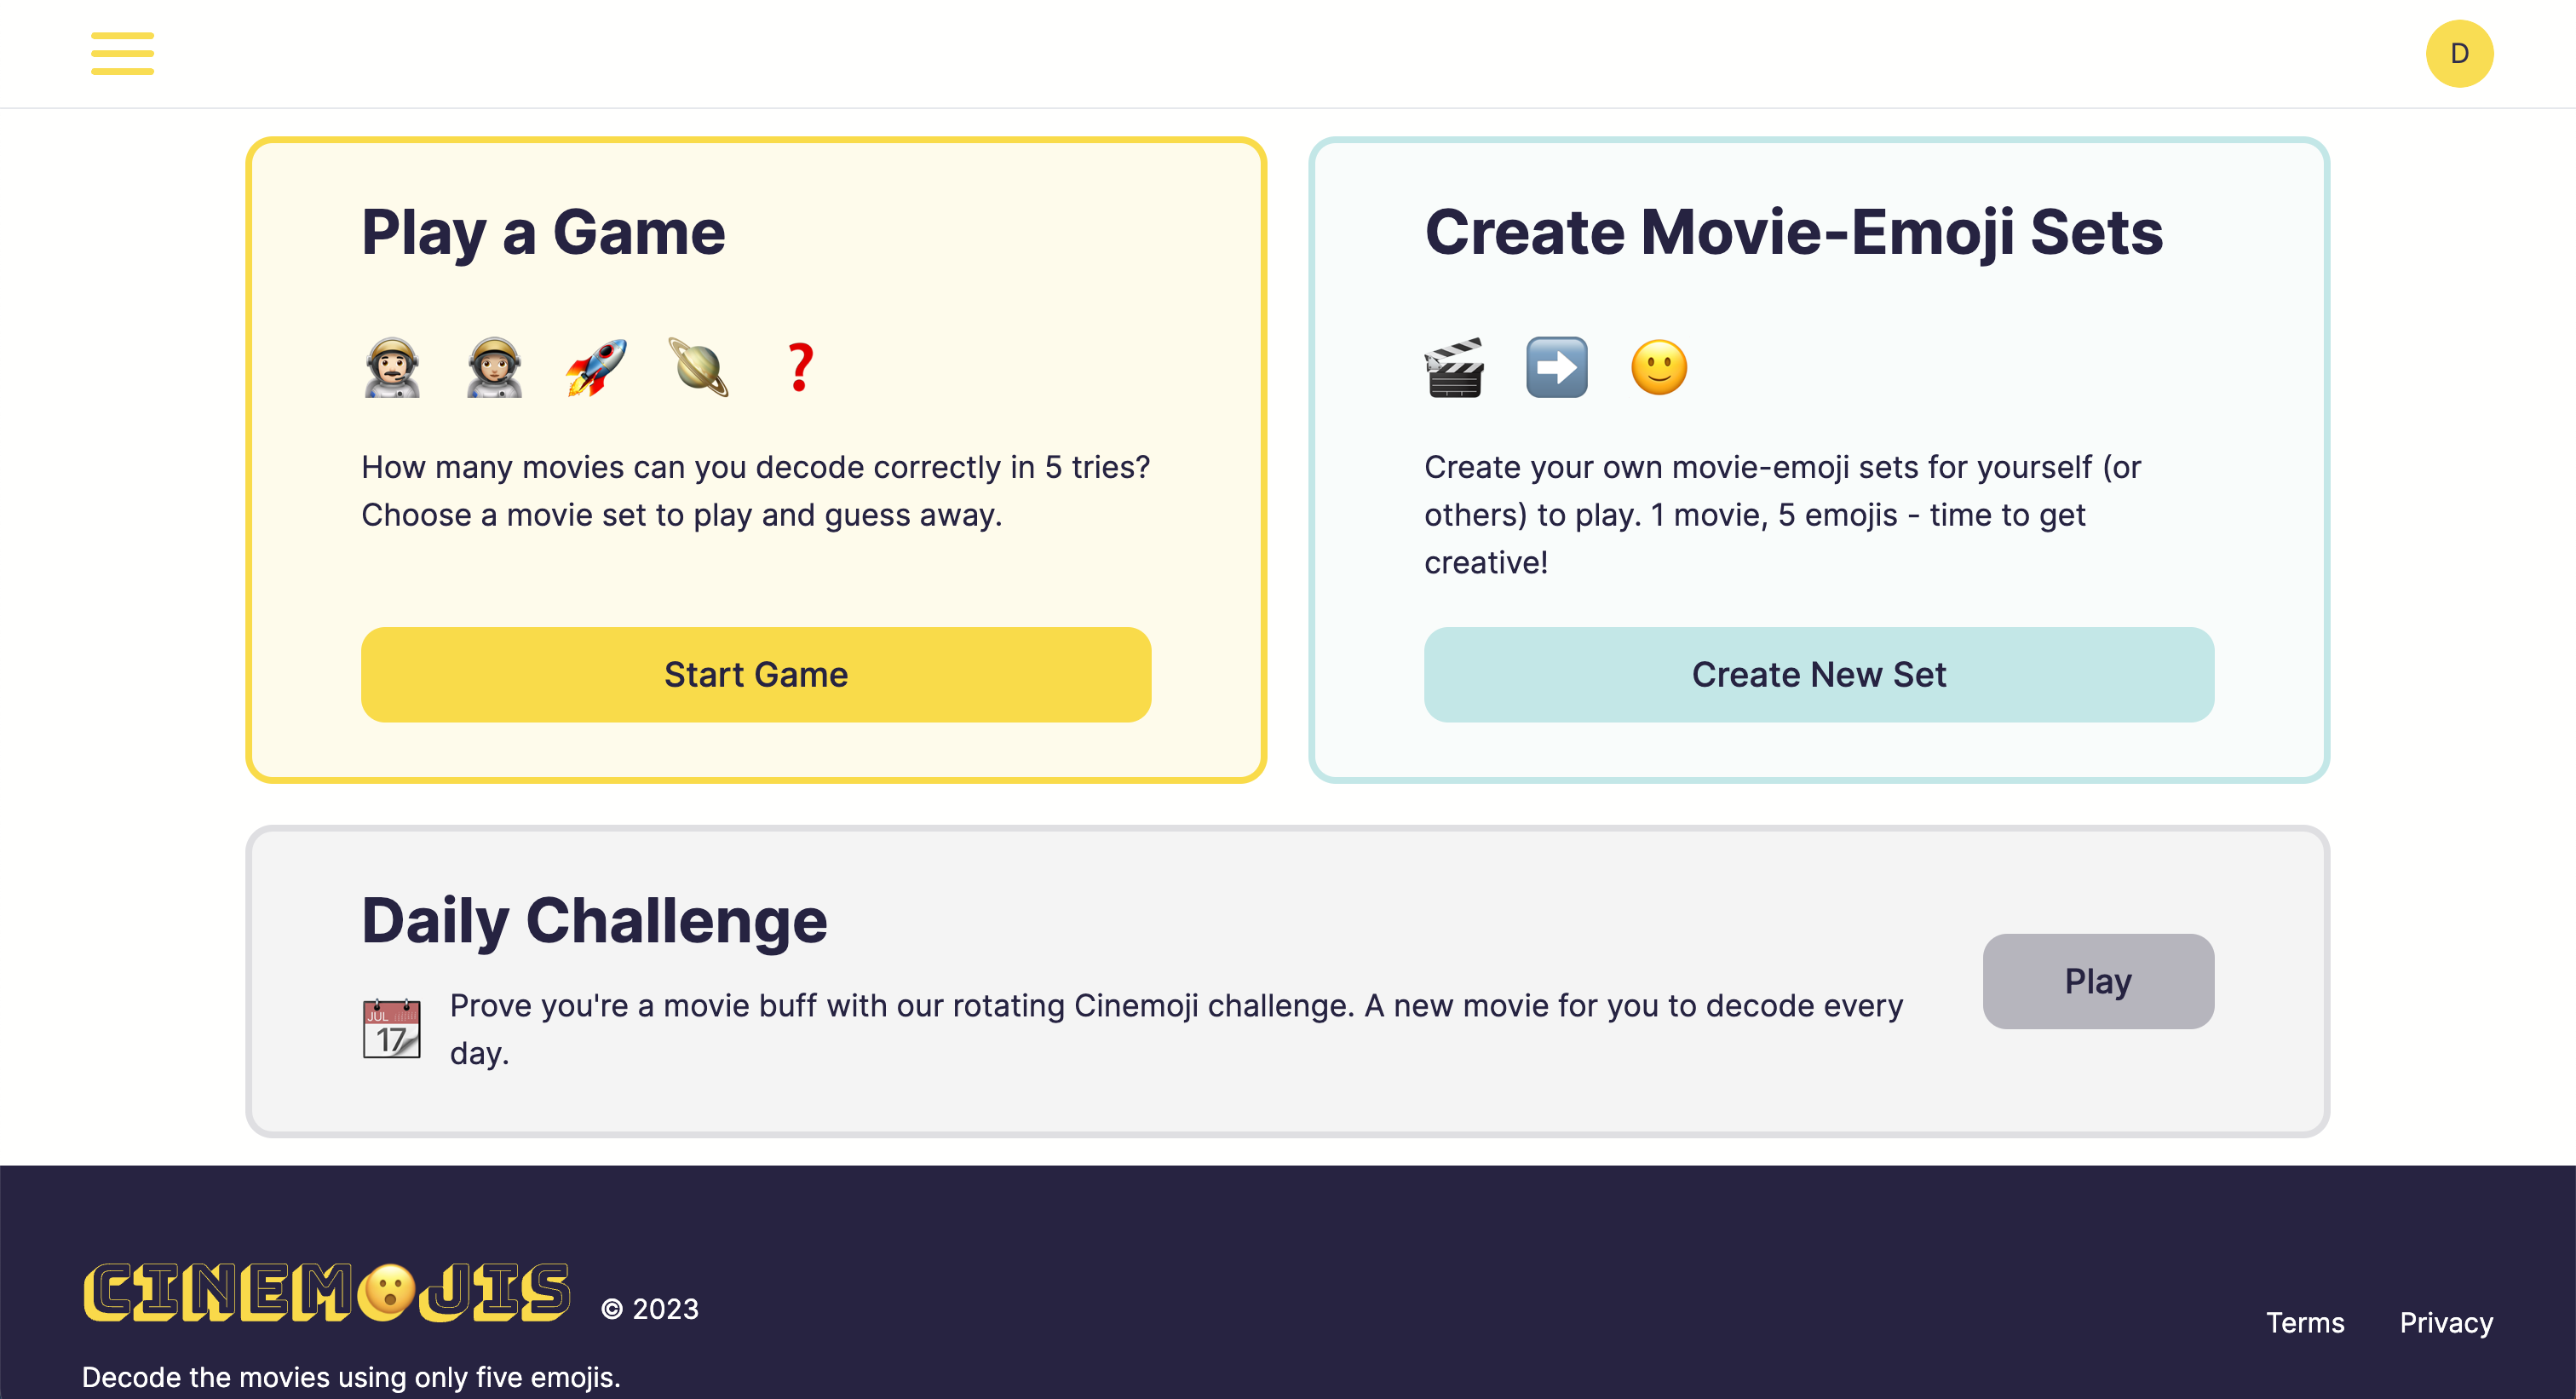 D
Play a Game
How many movies can you decode correctly in 5 tries?
Choose a movie set to play and guess away.
Start Game
Create Movie-Emoji Sets
Create your own movie-emoji sets for yourself (or
others) to play. 1 movie, 5 emojis - time to get
creative!
Create New Set
Daily Challenge
JUL
17
Prove you're a movie buff with our rotating Cinemoji challenge. A new movie for you to decode every
day.
Play
CINEM😮JIS © 2023
Terms Privacy
Decode the movies using only five emojis.